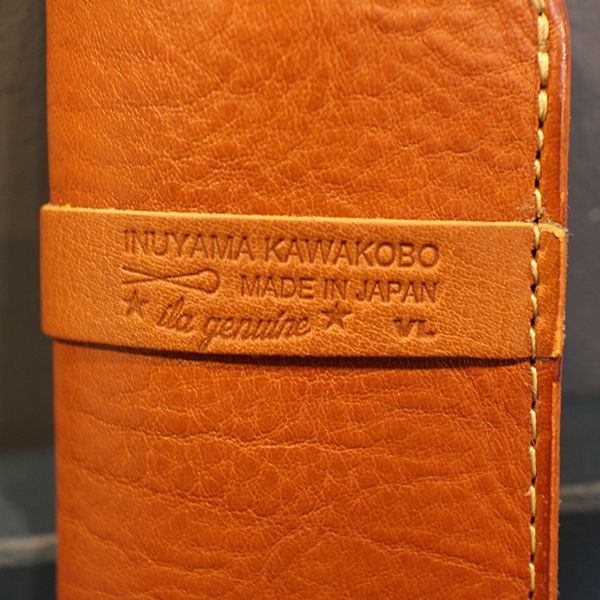 INUYAMA KAWAKOBO
MADE IN JAPAN
★ ila genuine ★ VL